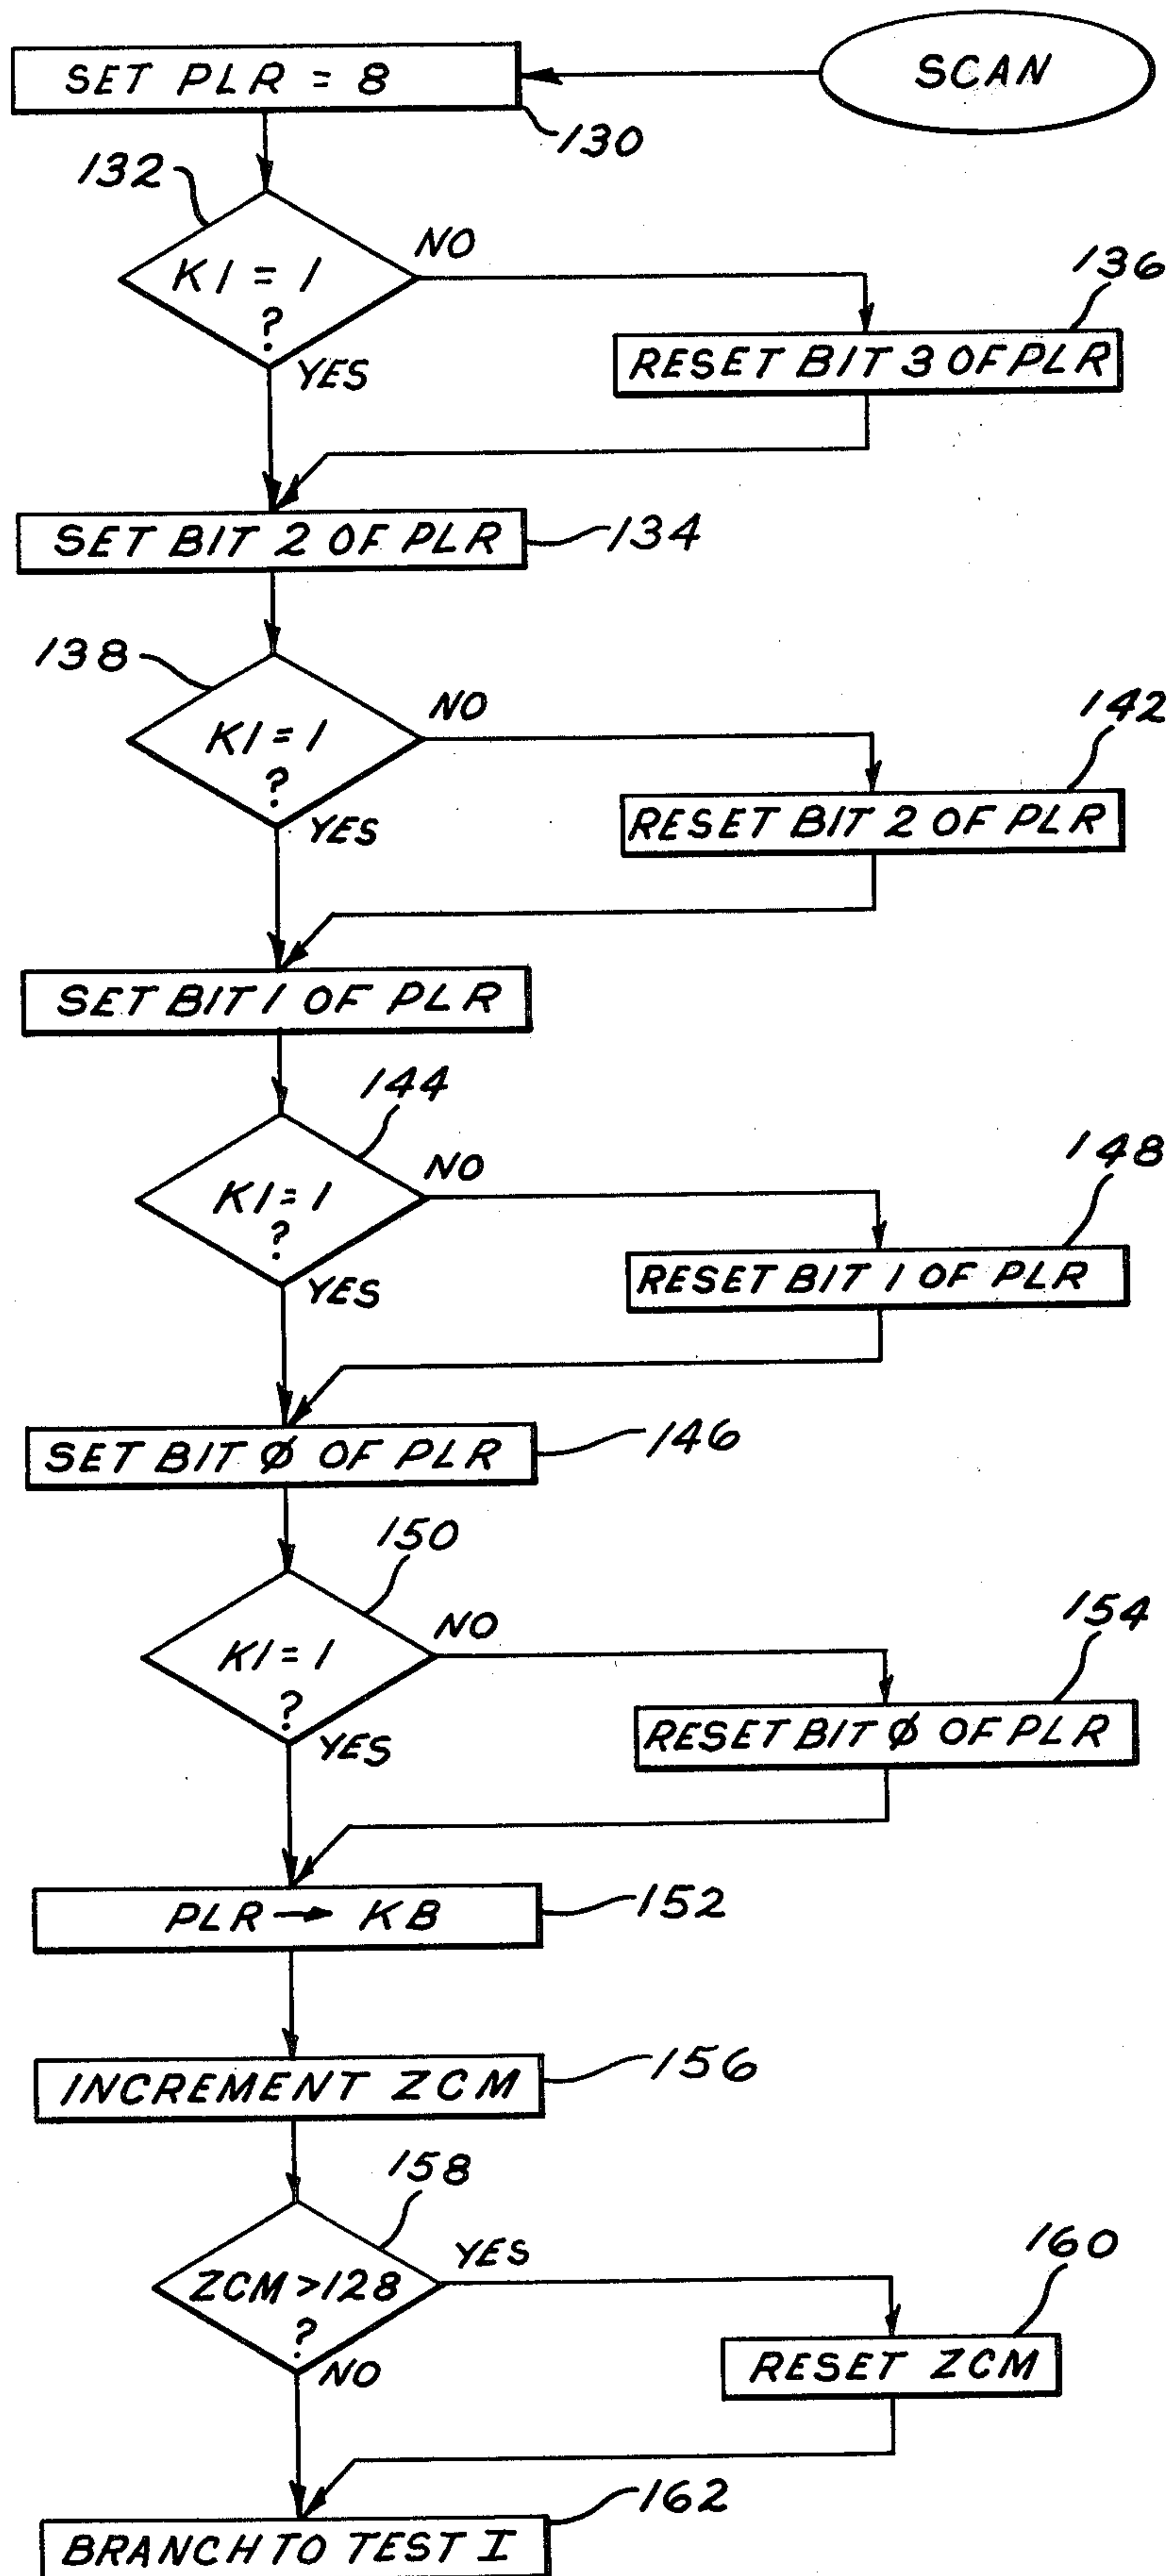 SCAN
SET PLR = 8
130
132
K1 = 1
?
NO
YES
136
RESET BIT 3 OF PLR
SET BIT 2 OF PLR
134
138
K1 = 1
?
NO
YES
142
RESET BIT 2 OF PLR
SET BIT 1 OF PLR
144
K1 = 1
?
NO
YES
148
RESET BIT 1 OF PLR
SET BIT Ø OF PLR
146
150
K1 = 1
?
NO
YES
154
RESET BIT Ø OF PLR
PLR → KB
152
INCREMENT ZCM
156
158
ZCM > 128
?
YES
NO
160
RESET ZCM
162
BRANCH TO TEST I